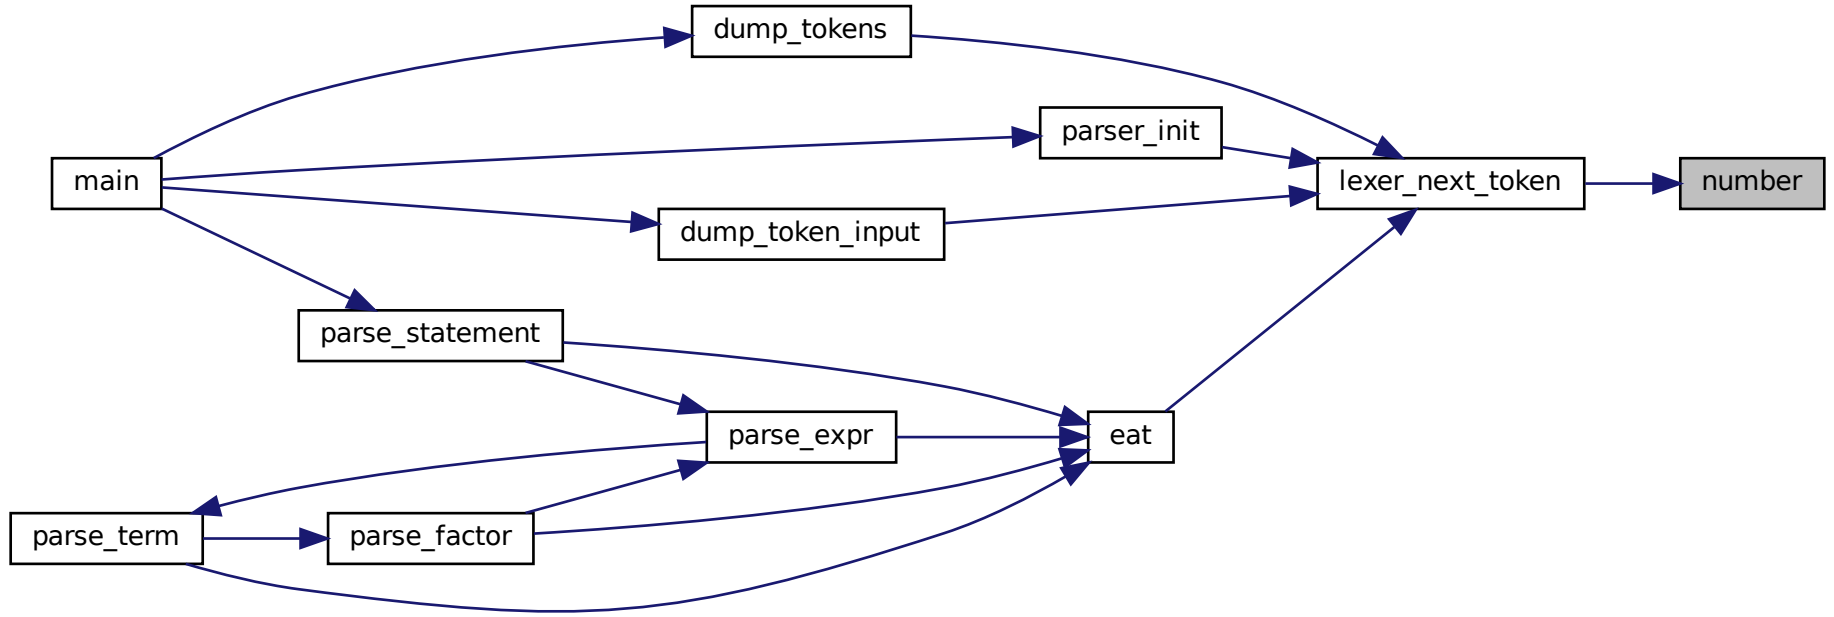 dump_tokens
parser_init
main
lexer_next_token
number
dump_token_input
parse_statement
parse_expr
eat
parse_term
parse_factor